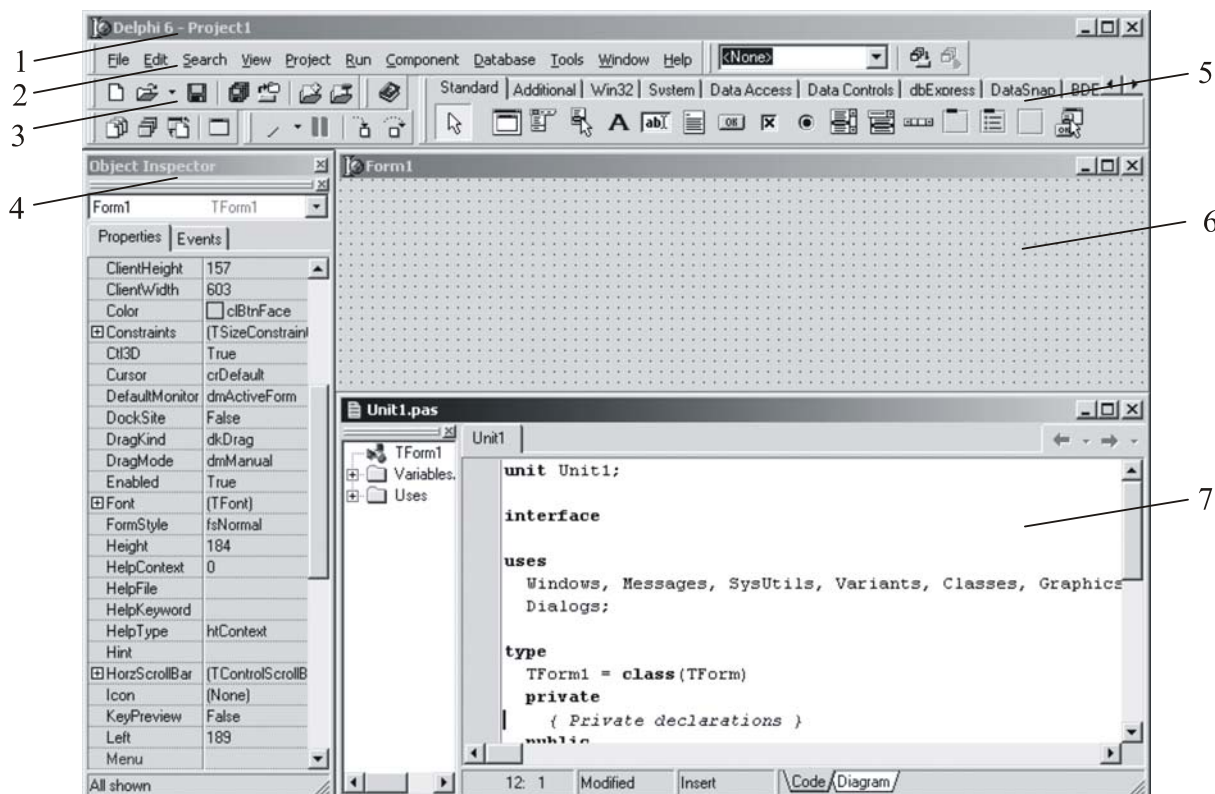 Delphi 6 - Project1
1
File Edit Search View Project Run Component Database Tools Window Help
<None>
2
3
Standard Additional Win32 System Data Access Data Controls dbExpress DataSnap BDE
5
Object Inspector
4
Form1 TForm1
Properties Events
ClientHeight 157
ClientWidth 603
Color clBtnFace
Constraints (TSizeConstraint
Ctl3D True
Cursor crDefault
DefaultMonitor dmActiveForm
DockSite False
DragKind dkDrag
DragMode dmManual
Enabled True
Font (TFont)
FormStyle fsNormal
Height 184
HelpContext 0
HelpFile
HelpKeyword
HelpType htContext
Hint
HorzScrollBar (TControlScrollB
Icon (None)
KeyPreview False
Left 189
Menu
All shown
Form1
6
Unit1.pas
TForm1
Variables.
Uses
Unit1
unit Unit1;
interface
uses
Windows, Messages, SysUtils, Variants, Classes, Graphics
Dialogs;
type
TForm1 = class(TForm)
private
{ Private declarations }
public
7
12: 1 Modified Insert Code Diagram